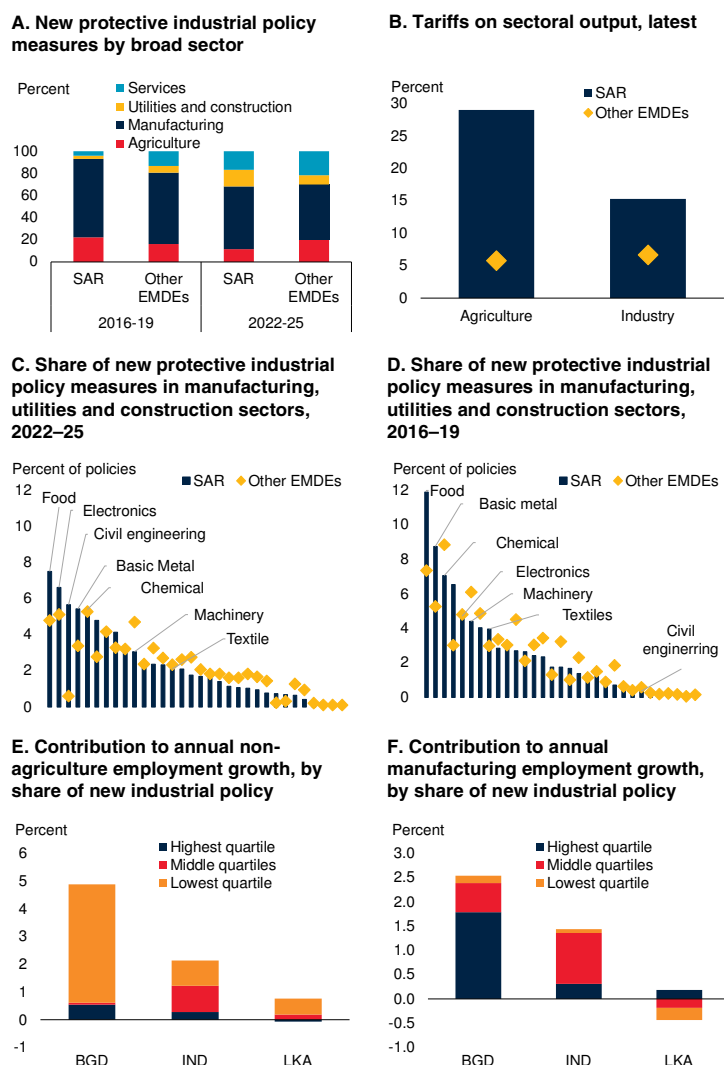 A. New protective industrial policy
measures by broad sector
Percent
Services
Utilities and construction
Manufacturing
Agriculture
100
80
60
40
20
0
SAR
Other
EMDEs
SAR
Other
EMDEs
2016-19
2022-25
B. Tariffs on sectoral output, latest
Percent
SAR
Other EMDEs
30
25
20
15
10
5
0
Agriculture
Industry
C. Share of new protective industrial
policy measures in manufacturing,
utilities and construction sectors,
2022–25
Percent of policies
SAR
Other EMDEs
12
10
8
6
4
2
0
Food
Electronics
Civil engineering
Basic Metal
Chemical
Machinery
Textile
D. Share of new protective industrial
policy measures in manufacturing,
utilities and construction sectors,
2016–19
Percent of policies
SAR
Other EMDEs
12
10
8
6
4
2
0
Food
Basic metal
Chemical
Electronics
Machinery
Textiles
Civil
enginerring
E. Contribution to annual non-
agriculture employment growth, by
share of new industrial policy
Percent
Highest quartile
Middle quartiles
Lowest quartile
6
5
4
3
2
1
0
-1
BGD
IND
LKA
F. Contribution to annual
manufacturing employment growth,
by share of new industrial policy
Percent
Highest quartile
Middle quartiles
Lowest quartile
3.0
2.5
2.0
1.5
1.0
0.5
0.0
-0.5
-1.0
BGD
IND
LKA